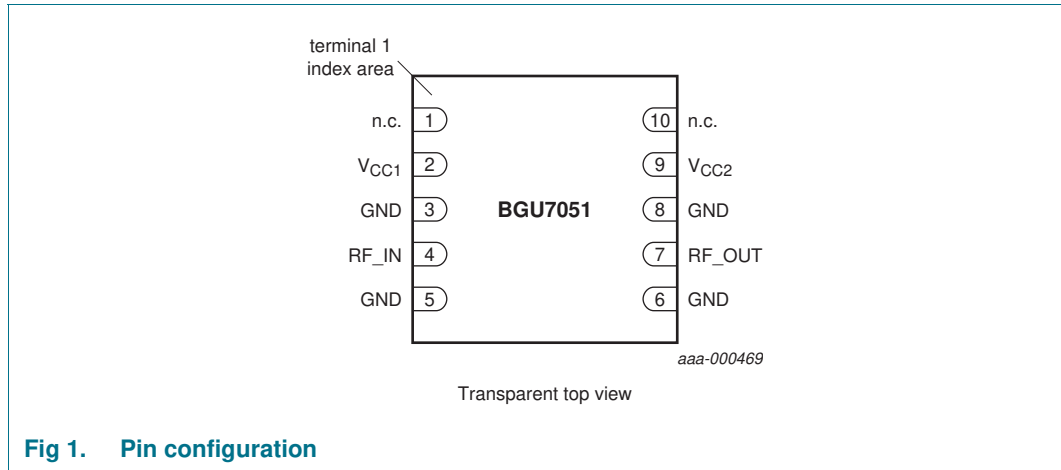 terminal 1
index area
n.c. 1 10 n.c.
VCC1 2 9 VCC2
GND 3 BGU7051 8 GND
RF_IN 4 7 RF_OUT
GND 5 6 GND
aaa-000469
Transparent top view
Fig 1. Pin configuration